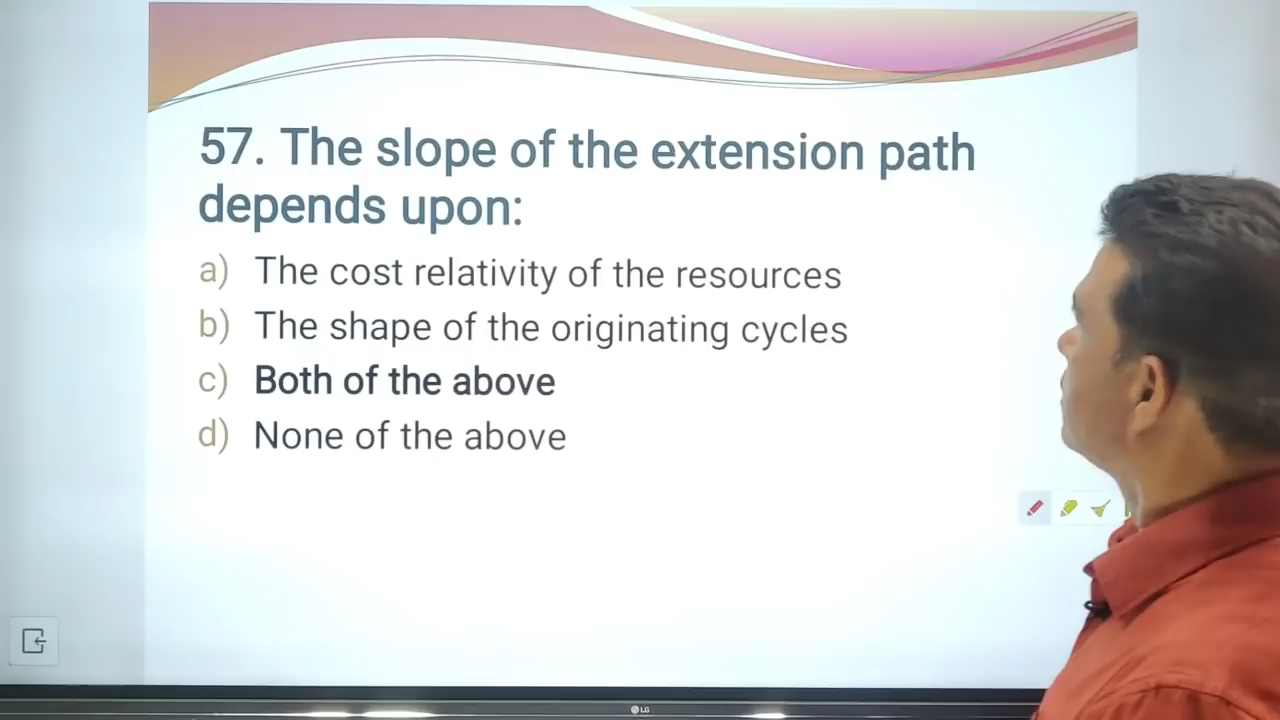 57. The slope of the extension path
depends upon:
a) The cost relativity of the resources
b) The shape of the originating cycles
c) Both of the above
d) None of the above
LG